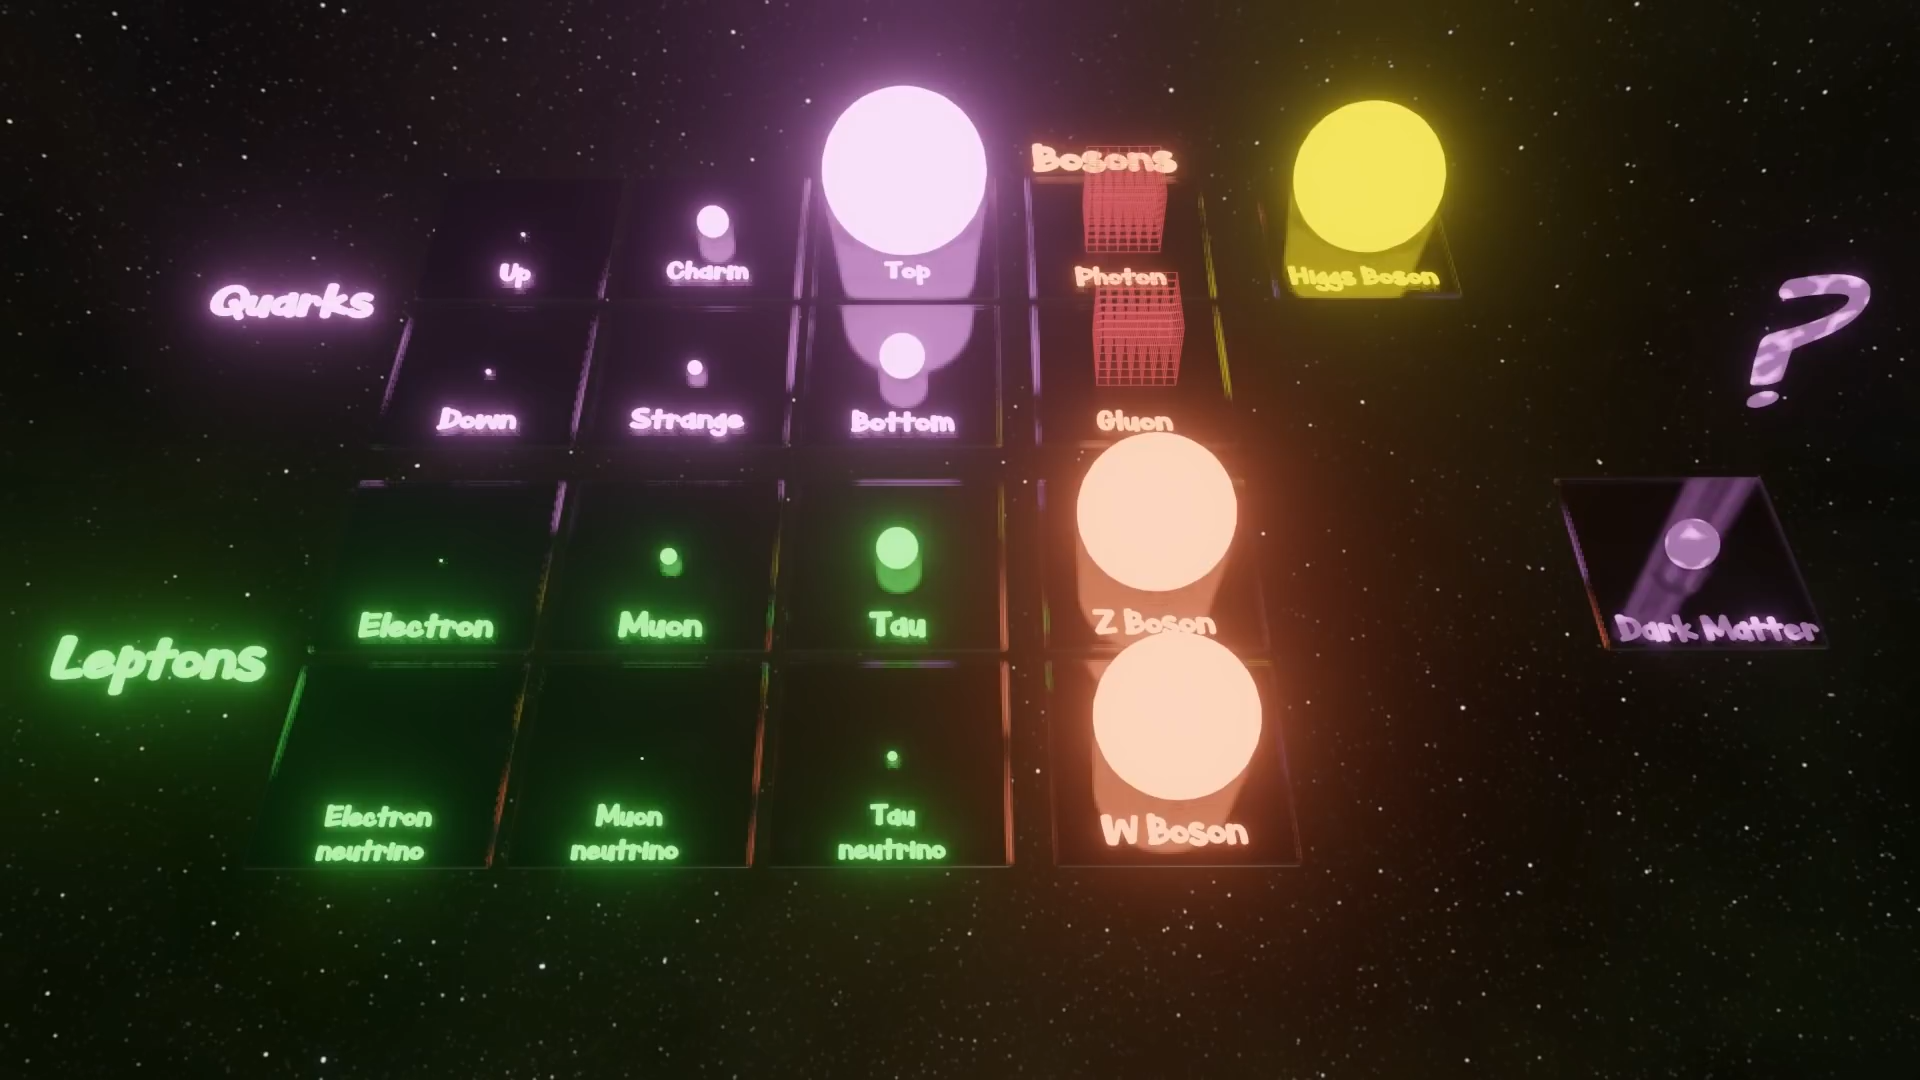 Bosons
Up
Charm
Top
Photon
Higgs Boson
Quarks
?
Down
Strange
Bottom
Gluon
Electron
Muon
Tau
Z Boson
Dark Matter
Leptons
Electron
neutrino
Muon
neutrino
Tau
neutrino
W Boson